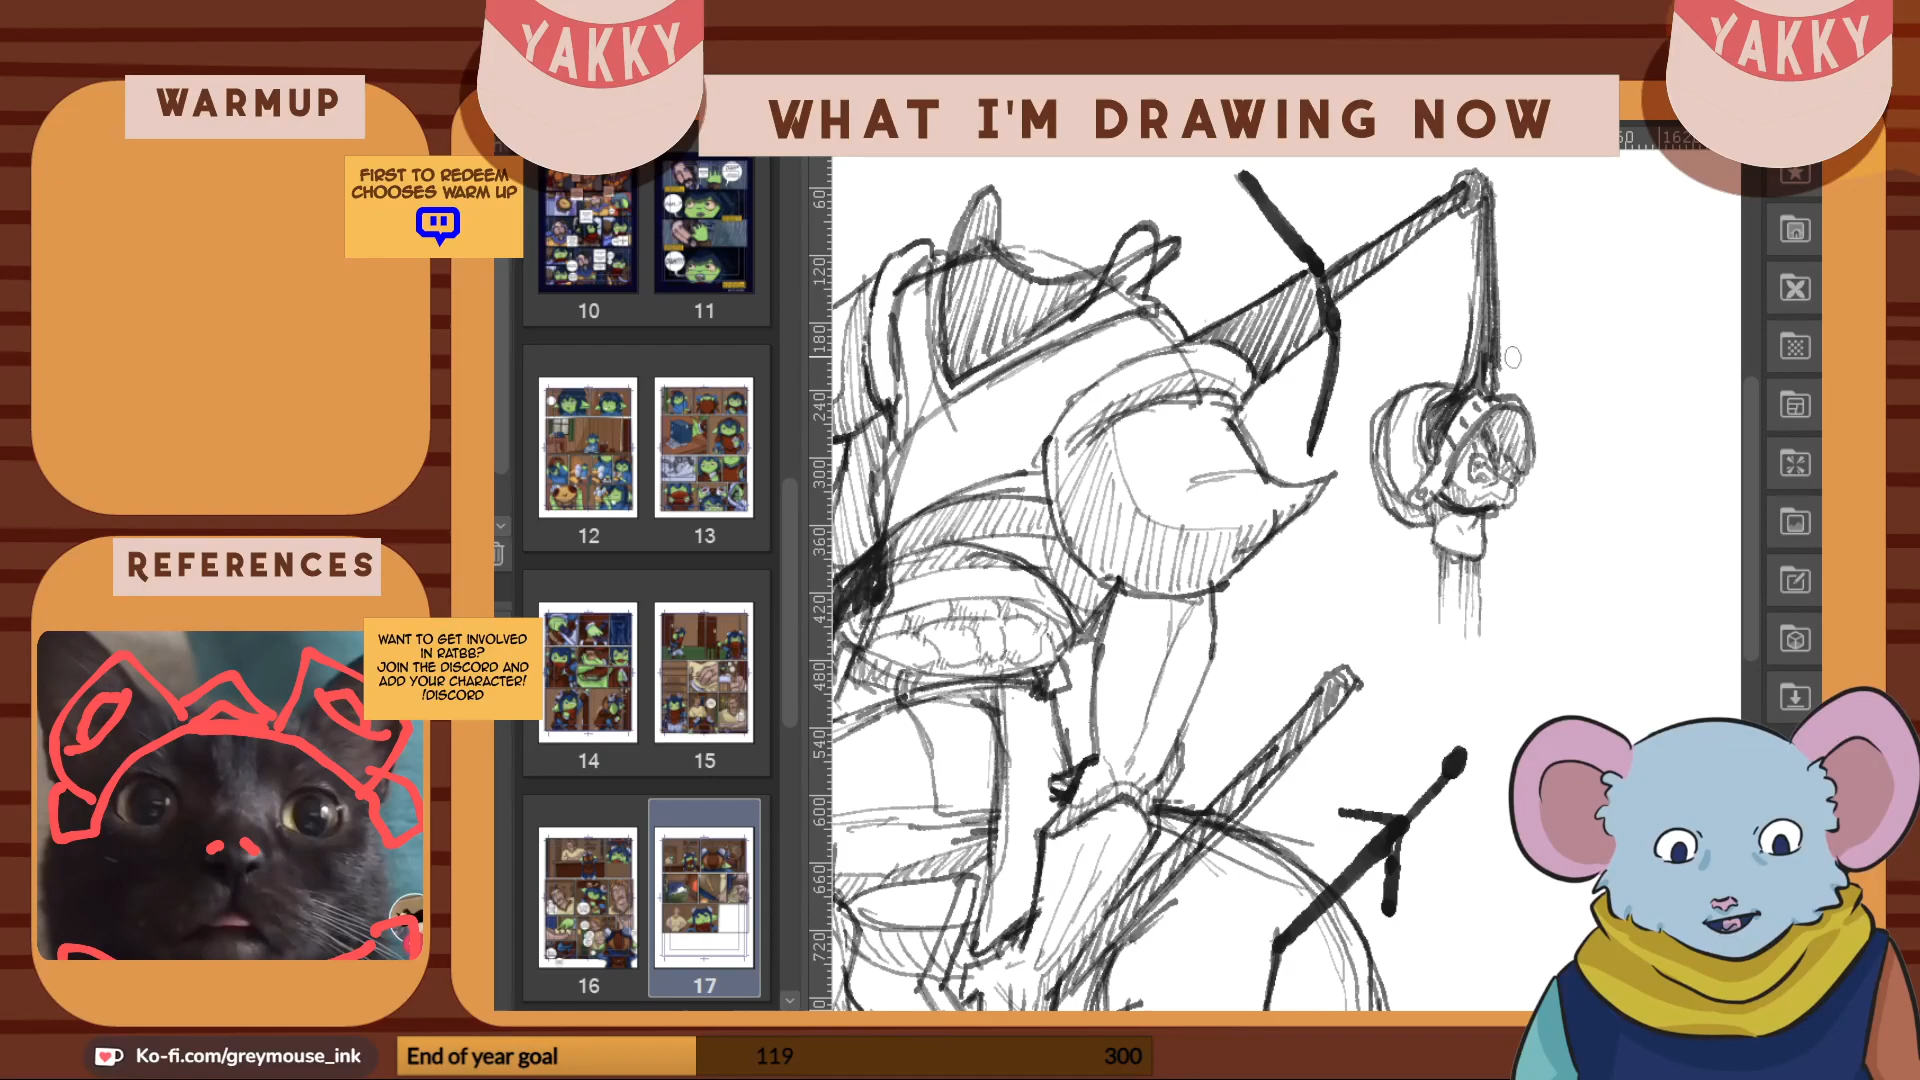 YAKKY
YAKKY
WARMUP
WHAT I'M DRAWING NOW
FIRST TO REDEEM
CHOOSES WARM UP
10
11
12
13
14
15
16
17
60
120
180
240
300
360
420
480
540
600
660
720
REFERENCES
WANT TO GET INVOLVED
IN RAT88?
JOIN THE DISCORD AND
ADD YOUR CHARACTER!
!DISCORD
Ko-fi.com/greymouse_ink
End of year goal
119
300